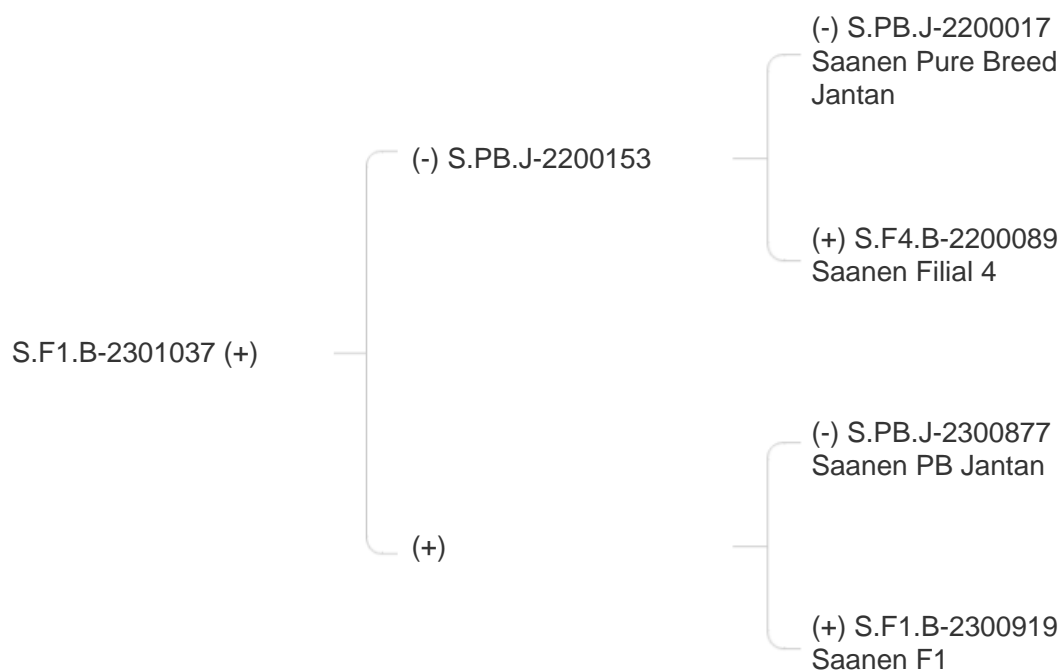 (-) S.PB.J-2200017
Saanen Pure Breed
Jantan
(-) S.PB.J-2200153
(+) S.F4.B-2200089
Saanen Filial 4
S.F1.B-2301037 (+)
(-) S.PB.J-2300877
Saanen PB Jantan
(+)
(+) S.F1.B-2300919
Saanen F1